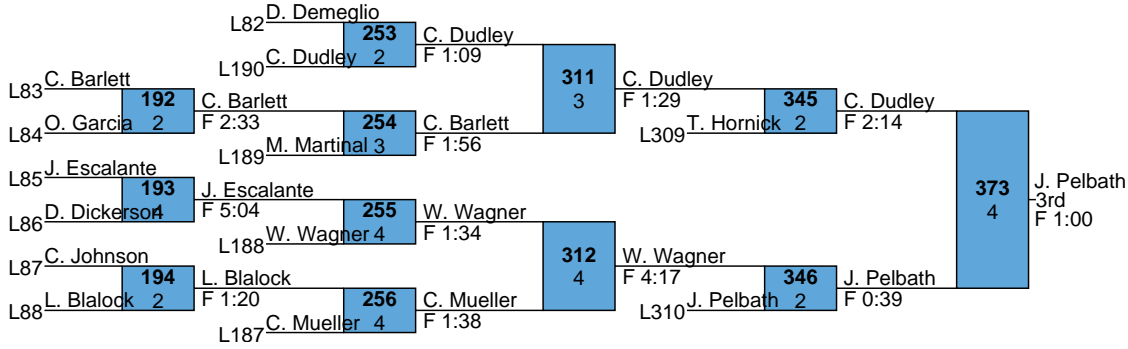 L82 D. Demeglio
253
2
L190 C. Dudley
C. Dudley
F 1:09
L83 C. Barlett
192
2
L84 O. Garcia
C. Barlett
F 2:33
254
3
L189 M. Martinal
C. Barlett
F 1:56
311
3
C. Dudley
F 1:29
345
2
L309 T. Hornick
C. Dudley
F 2:14
L85 J. Escalante
193
4
L86 D. Dickerson
J. Escalante
F 5:04
255
4
L188 W. Wagner
W. Wagner
F 1:34
L87 C. Johnson
194
2
L88 L. Blalock
L. Blalock
F 1:20
256
4
L187 C. Mueller
C. Mueller
F 1:38
312
4
W. Wagner
F 4:17
346
2
L310 J. Pelbath
J. Pelbath
F 0:39
373
4
J. Pelbath
3rd
F 1:00